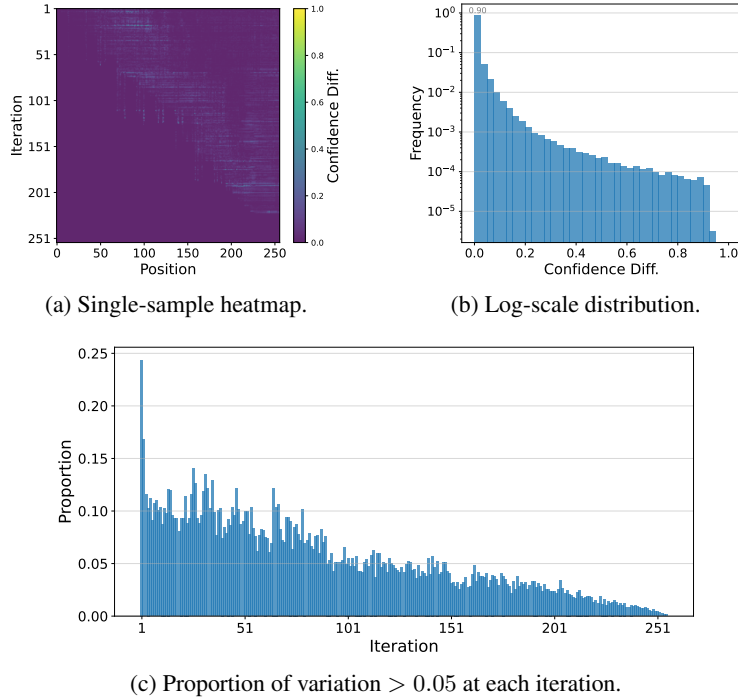 1
51
101
151
201
251
Iteration
0
50
100
150
200
250
Position
1.0
0.8
0.6
0.4
0.2
0.0
Confidence Diff.
(a) Single-sample heatmap.
0.90
10⁰
10⁻¹
10⁻²
10⁻³
10⁻⁴
10⁻⁵
Frequency
0.0 0.2 0.4 0.6 0.8 1.0
Confidence Diff.
(b) Log-scale distribution.
0.25
0.20
0.15
0.10
0.05
0.00
Proportion
1 51 101 151 201 251
Iteration
(c) Proportion of variation > 0.05 at each iteration.